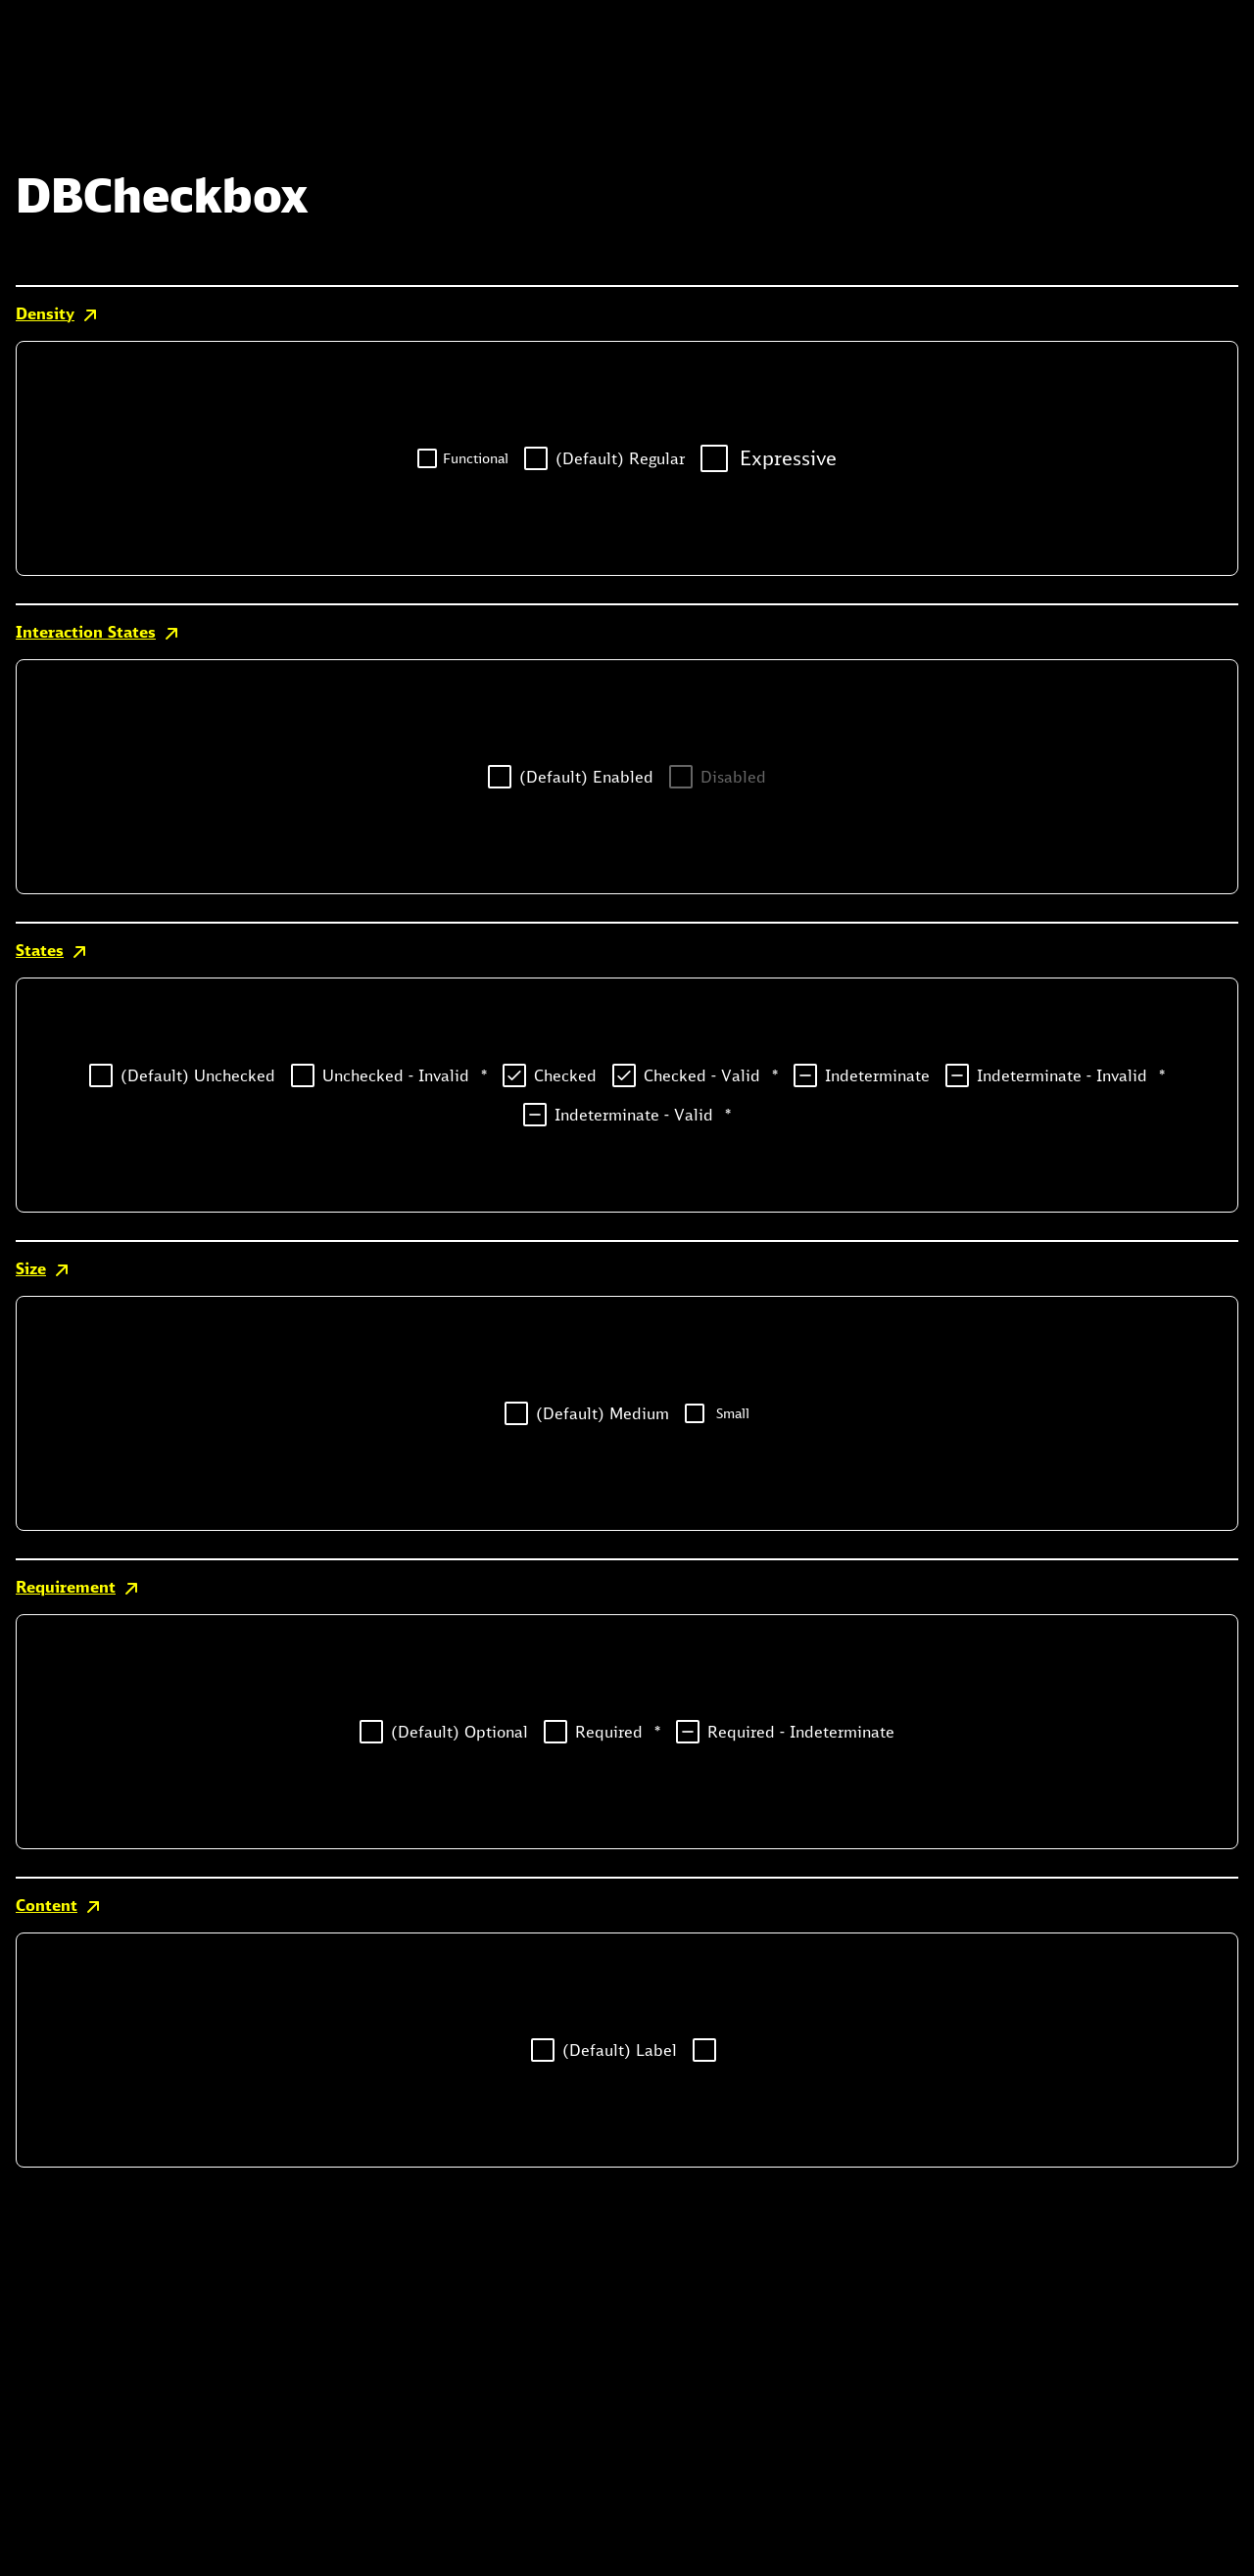 DBCheckbox
Density
Functional (Default) Regular Expressive
Interaction States
(Default) Enabled Disabled
States
(Default) Unchecked Unchecked - Invalid * Checked Checked - Valid * Indeterminate Indeterminate - Invalid *
Indeterminate - Valid *
Size
(Default) Medium Small
Requirement
(Default) Optional Required * Required - Indeterminate
Content
(Default) Label